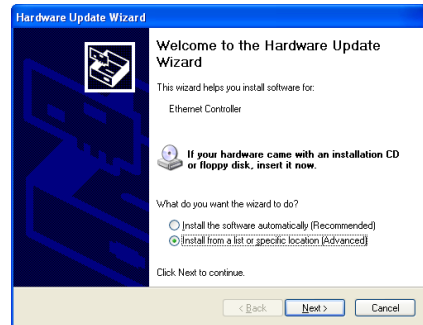 Hardware Update Wizard
Welcome to the Hardware Update
Wizard
This wizard helps you install software for:
Ethernet Controller
If your hardware came with an installation CD
or floppy disk, insert it now.
What do you want the wizard to do?
Install the software automatically (Recommended)
Install from a list or specific location (Advanced)
Click Next to continue.
< Back Next > Cancel